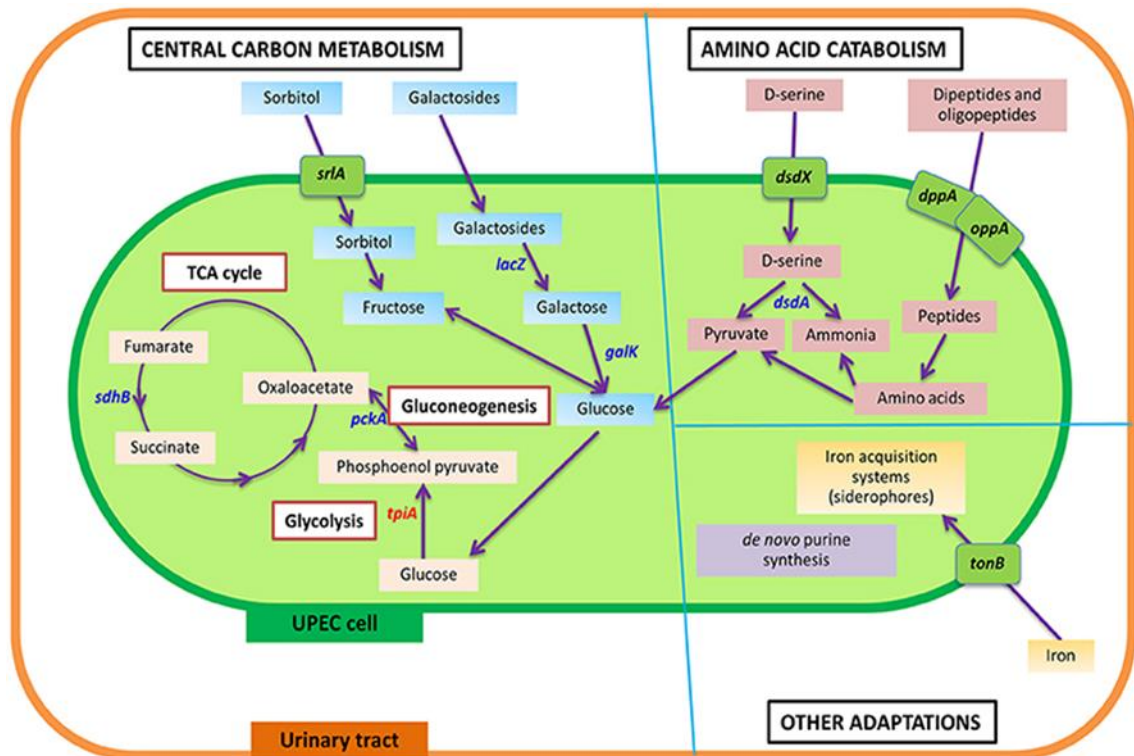 CENTRAL CARBON METABOLISM
Sorbitol
Galactosides
srlA
Sorbitol
Galactosides
lacZ
TCA cycle
Fructose
Galactose
Fumarate
galK
sdhB
Oxaloacetate
pckA
Gluconeogenesis
Glucose
Succinate
Phosphoenol pyruvate
Glycolysis
tpiA
Glucose
UPEC cell
Urinary tract
AMINO ACID CATABOLISM
D-serine
Dipeptides and
oligopeptides
dsdX
dppA
oppA
D-serine
dsdA
Pyruvate
Ammonia
Peptides
Amino acids
Iron acquisition
systems
(siderophores)
de novo purine
synthesis
tonB
Iron
OTHER ADAPTATIONS